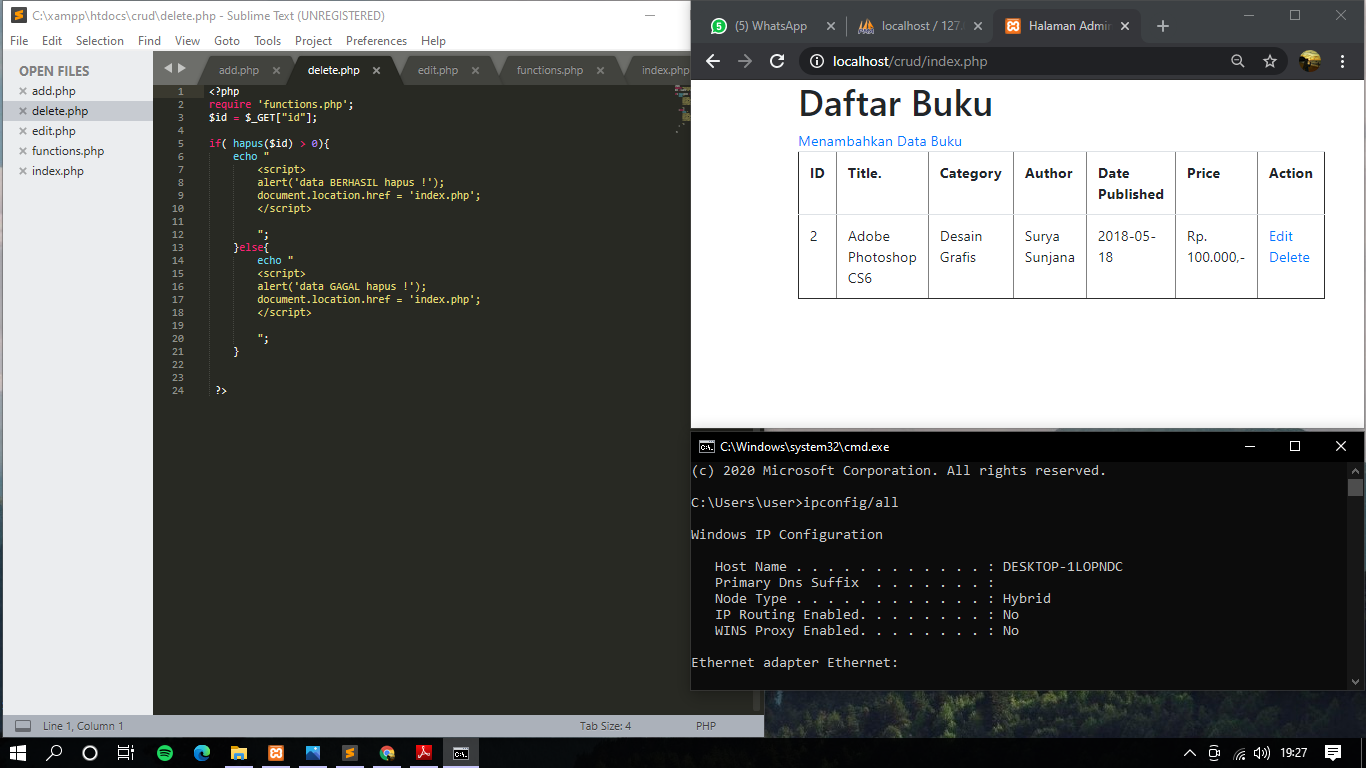 C:\xampp\htdocs\crud\delete.php - Sublime Text (UNREGISTERED)
File Edit Selection Find View Goto Tools Project Preferences Help
OPEN FILES
add.php
delete.php
edit.php
functions.php
index.php
add.php delete.php edit.php functions.php index.php
1 <?php
2 require 'functions.php';
3 $id = $_GET["id"];
4
5 if( hapus($id) > 0){
6 echo "
7 <script>
8 alert('data BERHASIL hapus !');
9 document.location.href = 'index.php';
10 </script>
11
12 ";
13 }else{
14 echo "
15 <script>
16 alert('data GAGAL hapus !');
17 document.location.href = 'index.php';
18 </script>
19
20 ";
21 }
22
23
24 ?>
Line 1, Column 1 Tab Size: 4 PHP
5 (5) WhatsApp localhost / 127. Halaman Admin
localhost/crud/index.php
Daftar Buku
Menambahkan Data Buku
ID Title. Category Author Date Published Price Action
2 Adobe Photoshop CS6 Desain Grafis Surya Sunjana 2018-05-18 Rp. 100.000,- Edit Delete
C:\Windows\system32\cmd.exe
(c) 2020 Microsoft Corporation. All rights reserved.
C:\Users\user>ipconfig/all
Windows IP Configuration
Host Name . . . . . . . . . . . . : DESKTOP-1LOPNDC
Primary Dns Suffix . . . . . . . :
Node Type . . . . . . . . . . . . : Hybrid
IP Routing Enabled. . . . . . . . : No
WINS Proxy Enabled. . . . . . . . : No
Ethernet adapter Ethernet:
19:27